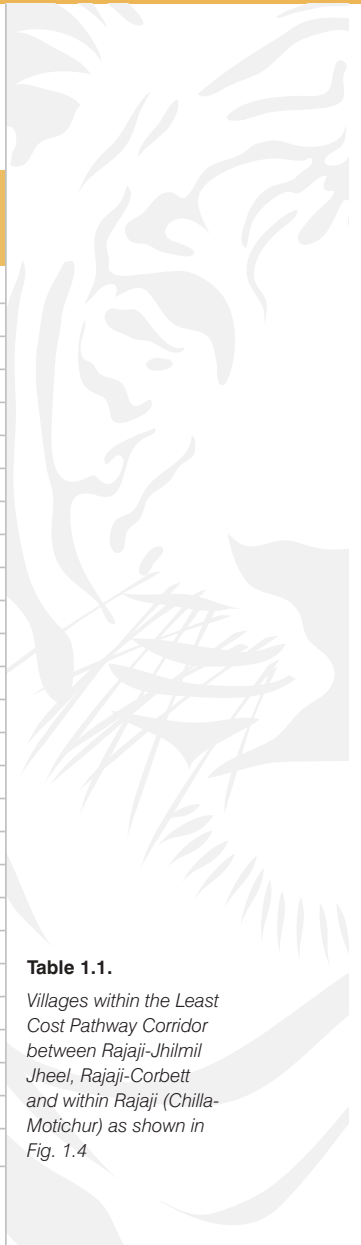 Table 1.1.
Villages within the Least
Cost Pathway Corridor
between Rajaji-Jhilmil
Jheel, Rajaji-Corbett
and within Rajaji (Chilla-
Motichur) as shown in
Fig. 1.4